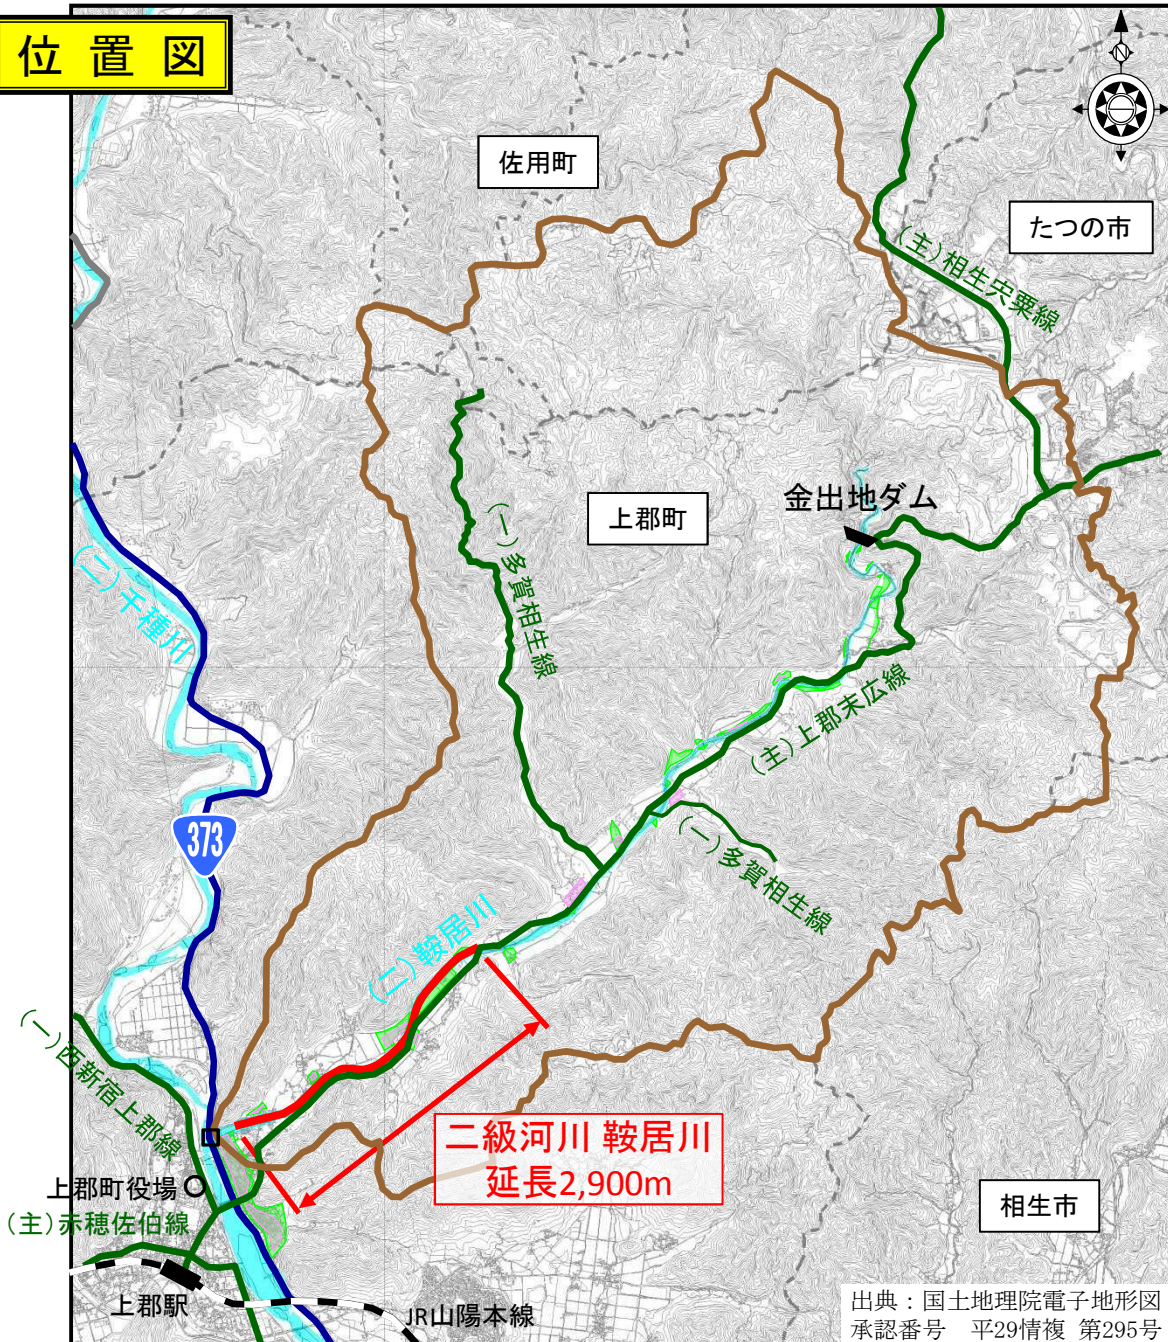 位置図
N
佐用町
たつの市
(主)相生宍粟線
金出地ダム
上郡町
(一)多賀相生線
(二)千種川
(主)上郡末広線
373
(一)多賀相生線
(二)鞍居川
(一)西新宿上郡線
二級河川 鞍居川
延長2,900m
上郡町役場
(主)赤穂佐伯線
相生市
上郡駅
JR山陽本線
出典：国土地理院電子地形図
承認番号　平29情複 第295号